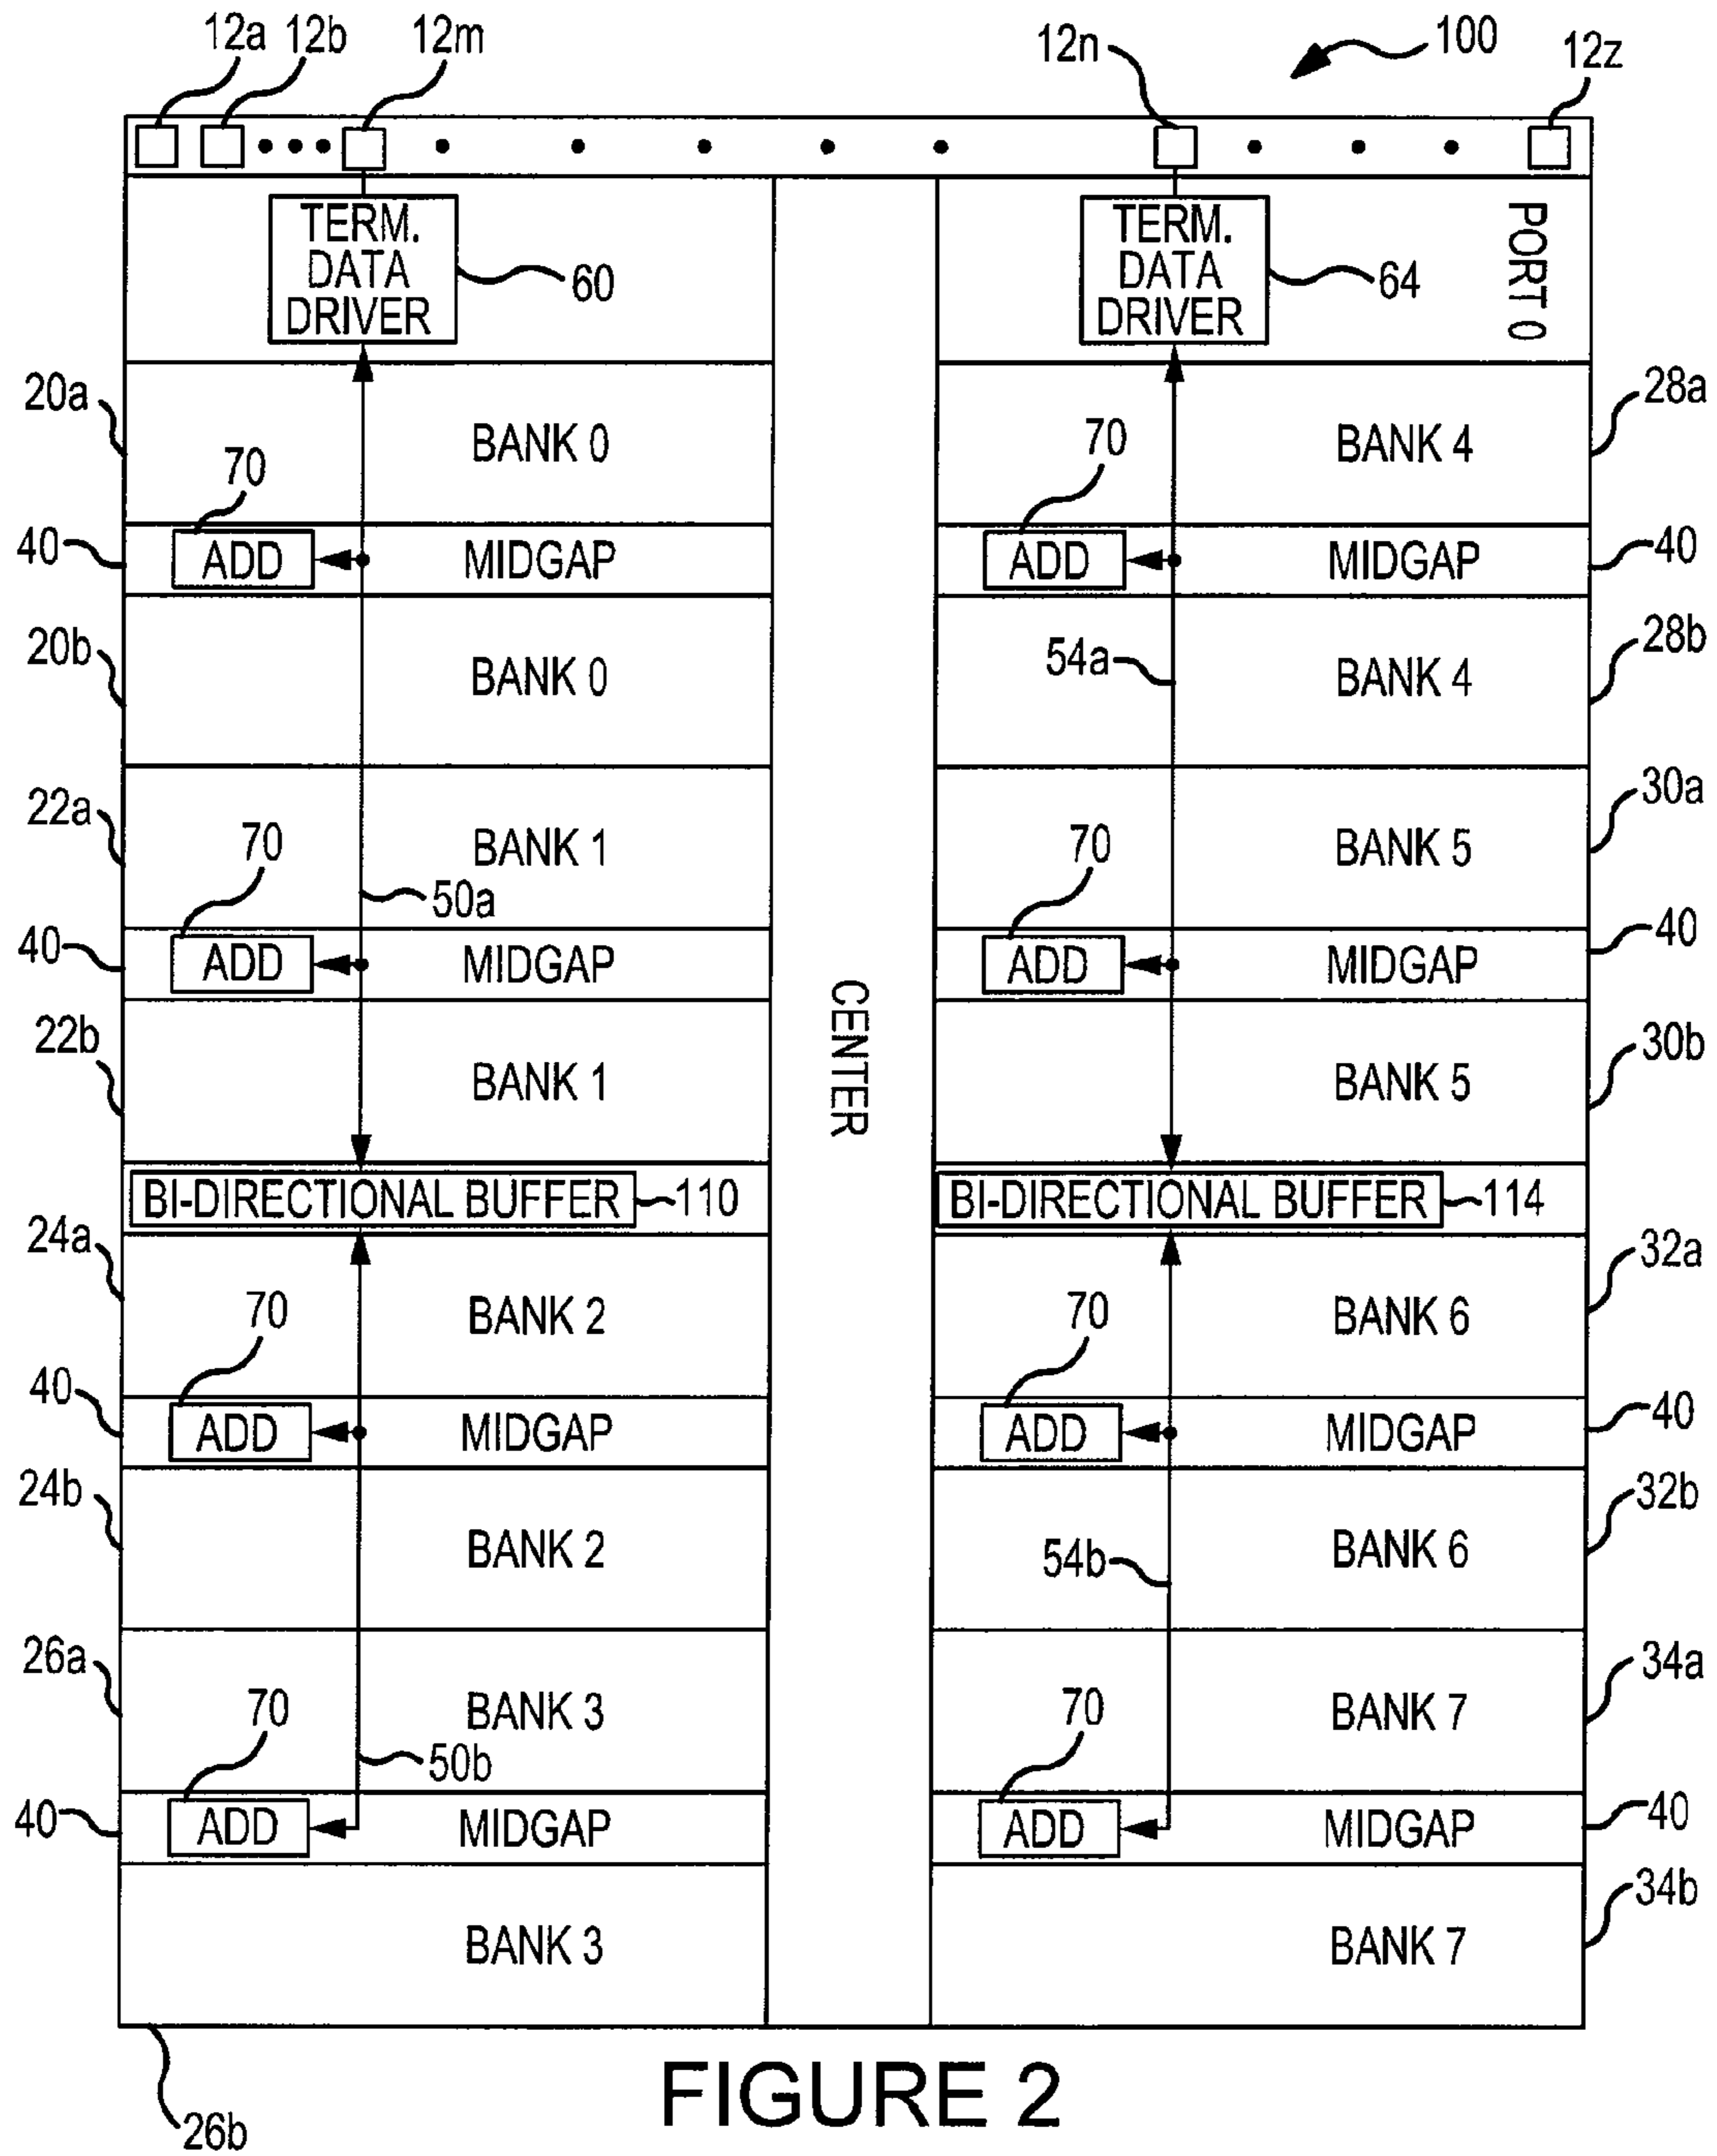 12a 12b 12m 12n 100 12z
TERM. DATA DRIVER 60 TERM. DATA DRIVER 64 PORT 0
20a BANK 0 BANK 4 28a
70 70
40 ADD MIDGAP ADD MIDGAP 40
20b BANK 0 54a BANK 4 28b
22a 70 BANK 1 70 BANK 5 30a
50a
40 ADD MIDGAP ADD MIDGAP 40
CENTER
22b BANK 1 BANK 5 30b
BI-DIRECTIONAL BUFFER 110 BI-DIRECTIONAL BUFFER 114
24a 70 BANK 2 70 BANK 6 32a
40 ADD MIDGAP ADD MIDGAP 40
24b BANK 2 54b BANK 6 32b
26a 70 BANK 3 70 BANK 7 34a
50b
40 ADD MIDGAP ADD MIDGAP 40
BANK 3 BANK 7 34b
26b
FIGURE 2